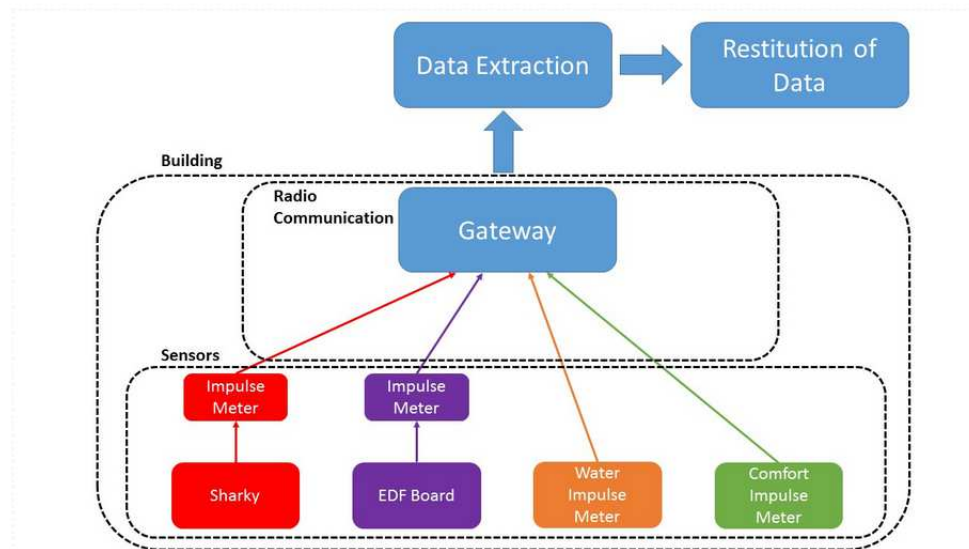 Data Extraction
Restitution of
Data
Building
Radio
Communication
Gateway
Sensors
Impulse
Meter
Impulse
Meter
Sharky
EDF Board
Water
Impulse
Meter
Comfort
Impulse
Meter